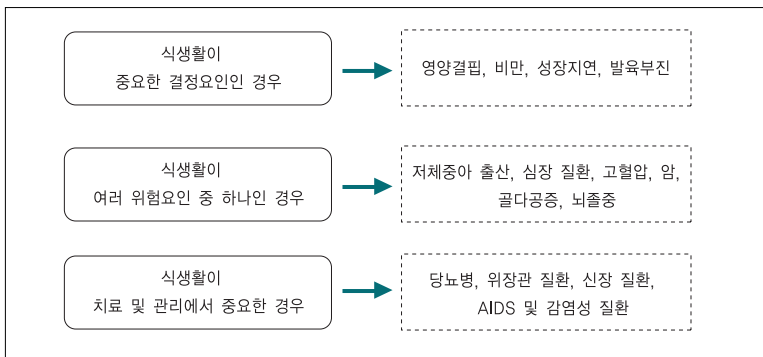 식생활이
중요한 결정요인인 경우
영양결핍, 비만, 성장지연, 발육부진
식생활이
여러 위험요인 중 하나인 경우
저체중아 출산, 심장 질환, 고혈압, 암,
골다공증, 뇌졸중
식생활이
치료 및 관리에서 중요한 경우
당뇨병, 위장관 질환, 신장 질환,
AIDS 및 감염성 질환